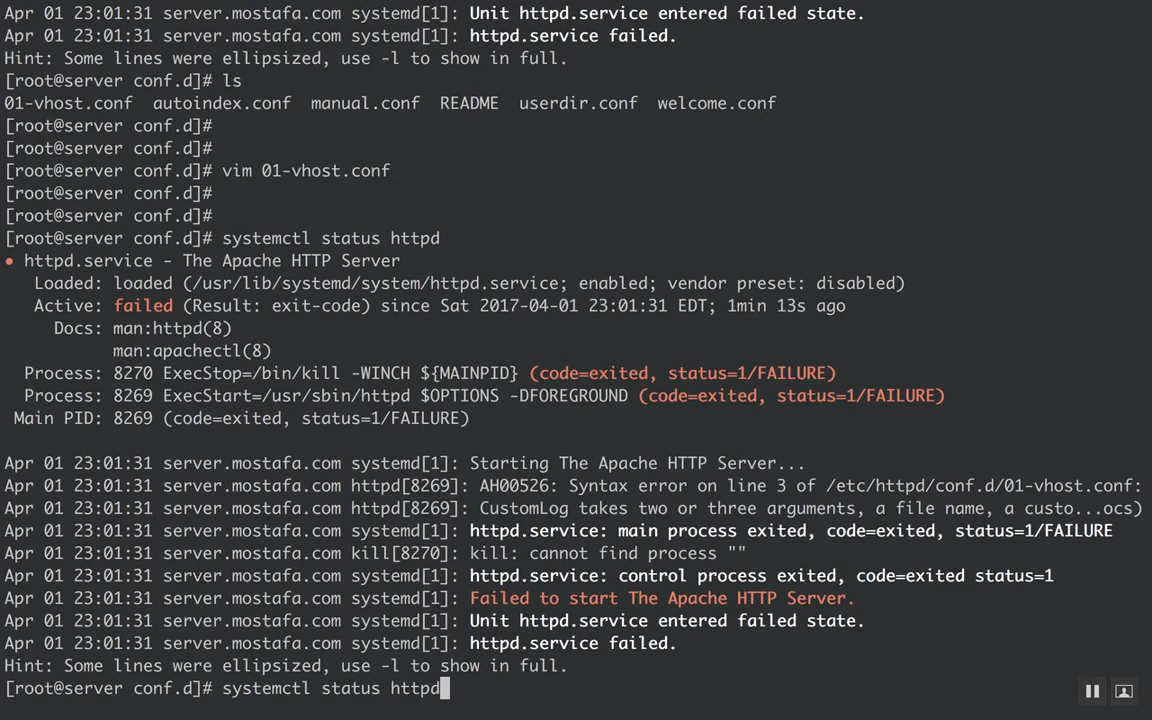 Apr 01 23:01:31 server.mostafa.com systemd[1]: Unit httpd.service entered failed state.
Apr 01 23:01:31 server.mostafa.com systemd[1]: httpd.service failed.
Hint: Some lines were ellipsized, use -l to show in full.
[root@server conf.d]# ls
01-vhost.conf  autoindex.conf  manual.conf  README  userdir.conf  welcome.conf
[root@server conf.d]#
[root@server conf.d]#
[root@server conf.d]# vim 01-vhost.conf
[root@server conf.d]#
[root@server conf.d]#
[root@server conf.d]# systemctl status httpd
● httpd.service - The Apache HTTP Server
   Loaded: loaded (/usr/lib/systemd/system/httpd.service; enabled; vendor preset: disabled)
   Active: failed (Result: exit-code) since Sat 2017-04-01 23:01:31 EDT; 1min 13s ago
     Docs: man:httpd(8)
           man:apachectl(8)
  Process: 8270 ExecStop=/bin/kill -WINCH ${MAINPID} (code=exited, status=1/FAILURE)
  Process: 8269 ExecStart=/usr/sbin/httpd $OPTIONS -DFOREGROUND (code=exited, status=1/FAILURE)
 Main PID: 8269 (code=exited, status=1/FAILURE)
Apr 01 23:01:31 server.mostafa.com systemd[1]: Starting The Apache HTTP Server...
Apr 01 23:01:31 server.mostafa.com httpd[8269]: AH00526: Syntax error on line 3 of /etc/httpd/conf.d/01-vhost.conf:
Apr 01 23:01:31 server.mostafa.com httpd[8269]: CustomLog takes two or three arguments, a file name, a custo...ocs)
Apr 01 23:01:31 server.mostafa.com systemd[1]: httpd.service: main process exited, code=exited, status=1/FAILURE
Apr 01 23:01:31 server.mostafa.com kill[8270]: kill: cannot find process ""
Apr 01 23:01:31 server.mostafa.com systemd[1]: httpd.service: control process exited, code=exited status=1
Apr 01 23:01:31 server.mostafa.com systemd[1]: Failed to start The Apache HTTP Server.
Apr 01 23:01:31 server.mostafa.com systemd[1]: Unit httpd.service entered failed state.
Apr 01 23:01:31 server.mostafa.com systemd[1]: httpd.service failed.
Hint: Some lines were ellipsized, use -l to show in full.
[root@server conf.d]# systemctl status httpd